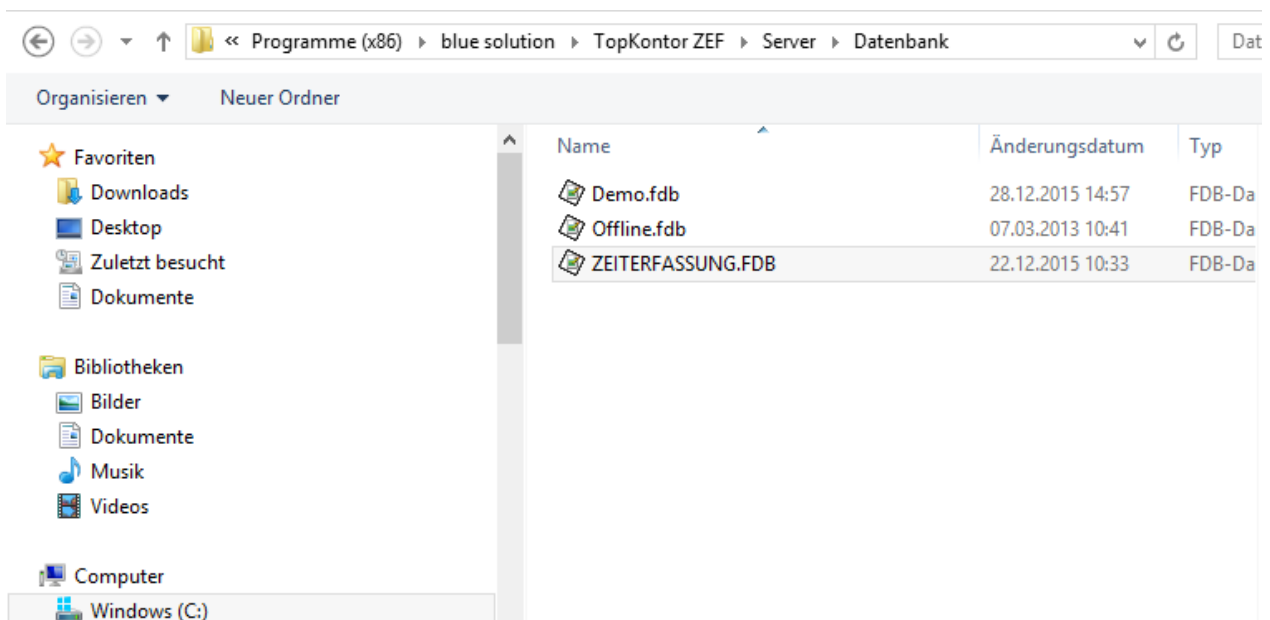 « Programme (x86) ▸ blue solution ▸ TopKontor ZEF ▸ Server ▸ Datenbank Dat
Organisieren Neuer Ordner
Favoriten
Downloads
Desktop
Zuletzt besucht
Dokumente
Bibliotheken
Bilder
Dokumente
Musik
Videos
Computer
Windows (C:)
Name Änderungsdatum Typ
Demo.fdb 28.12.2015 14:57 FDB-Da
Offline.fdb 07.03.2013 10:41 FDB-Da
ZEITERFASSUNG.FDB 22.12.2015 10:33 FDB-Da